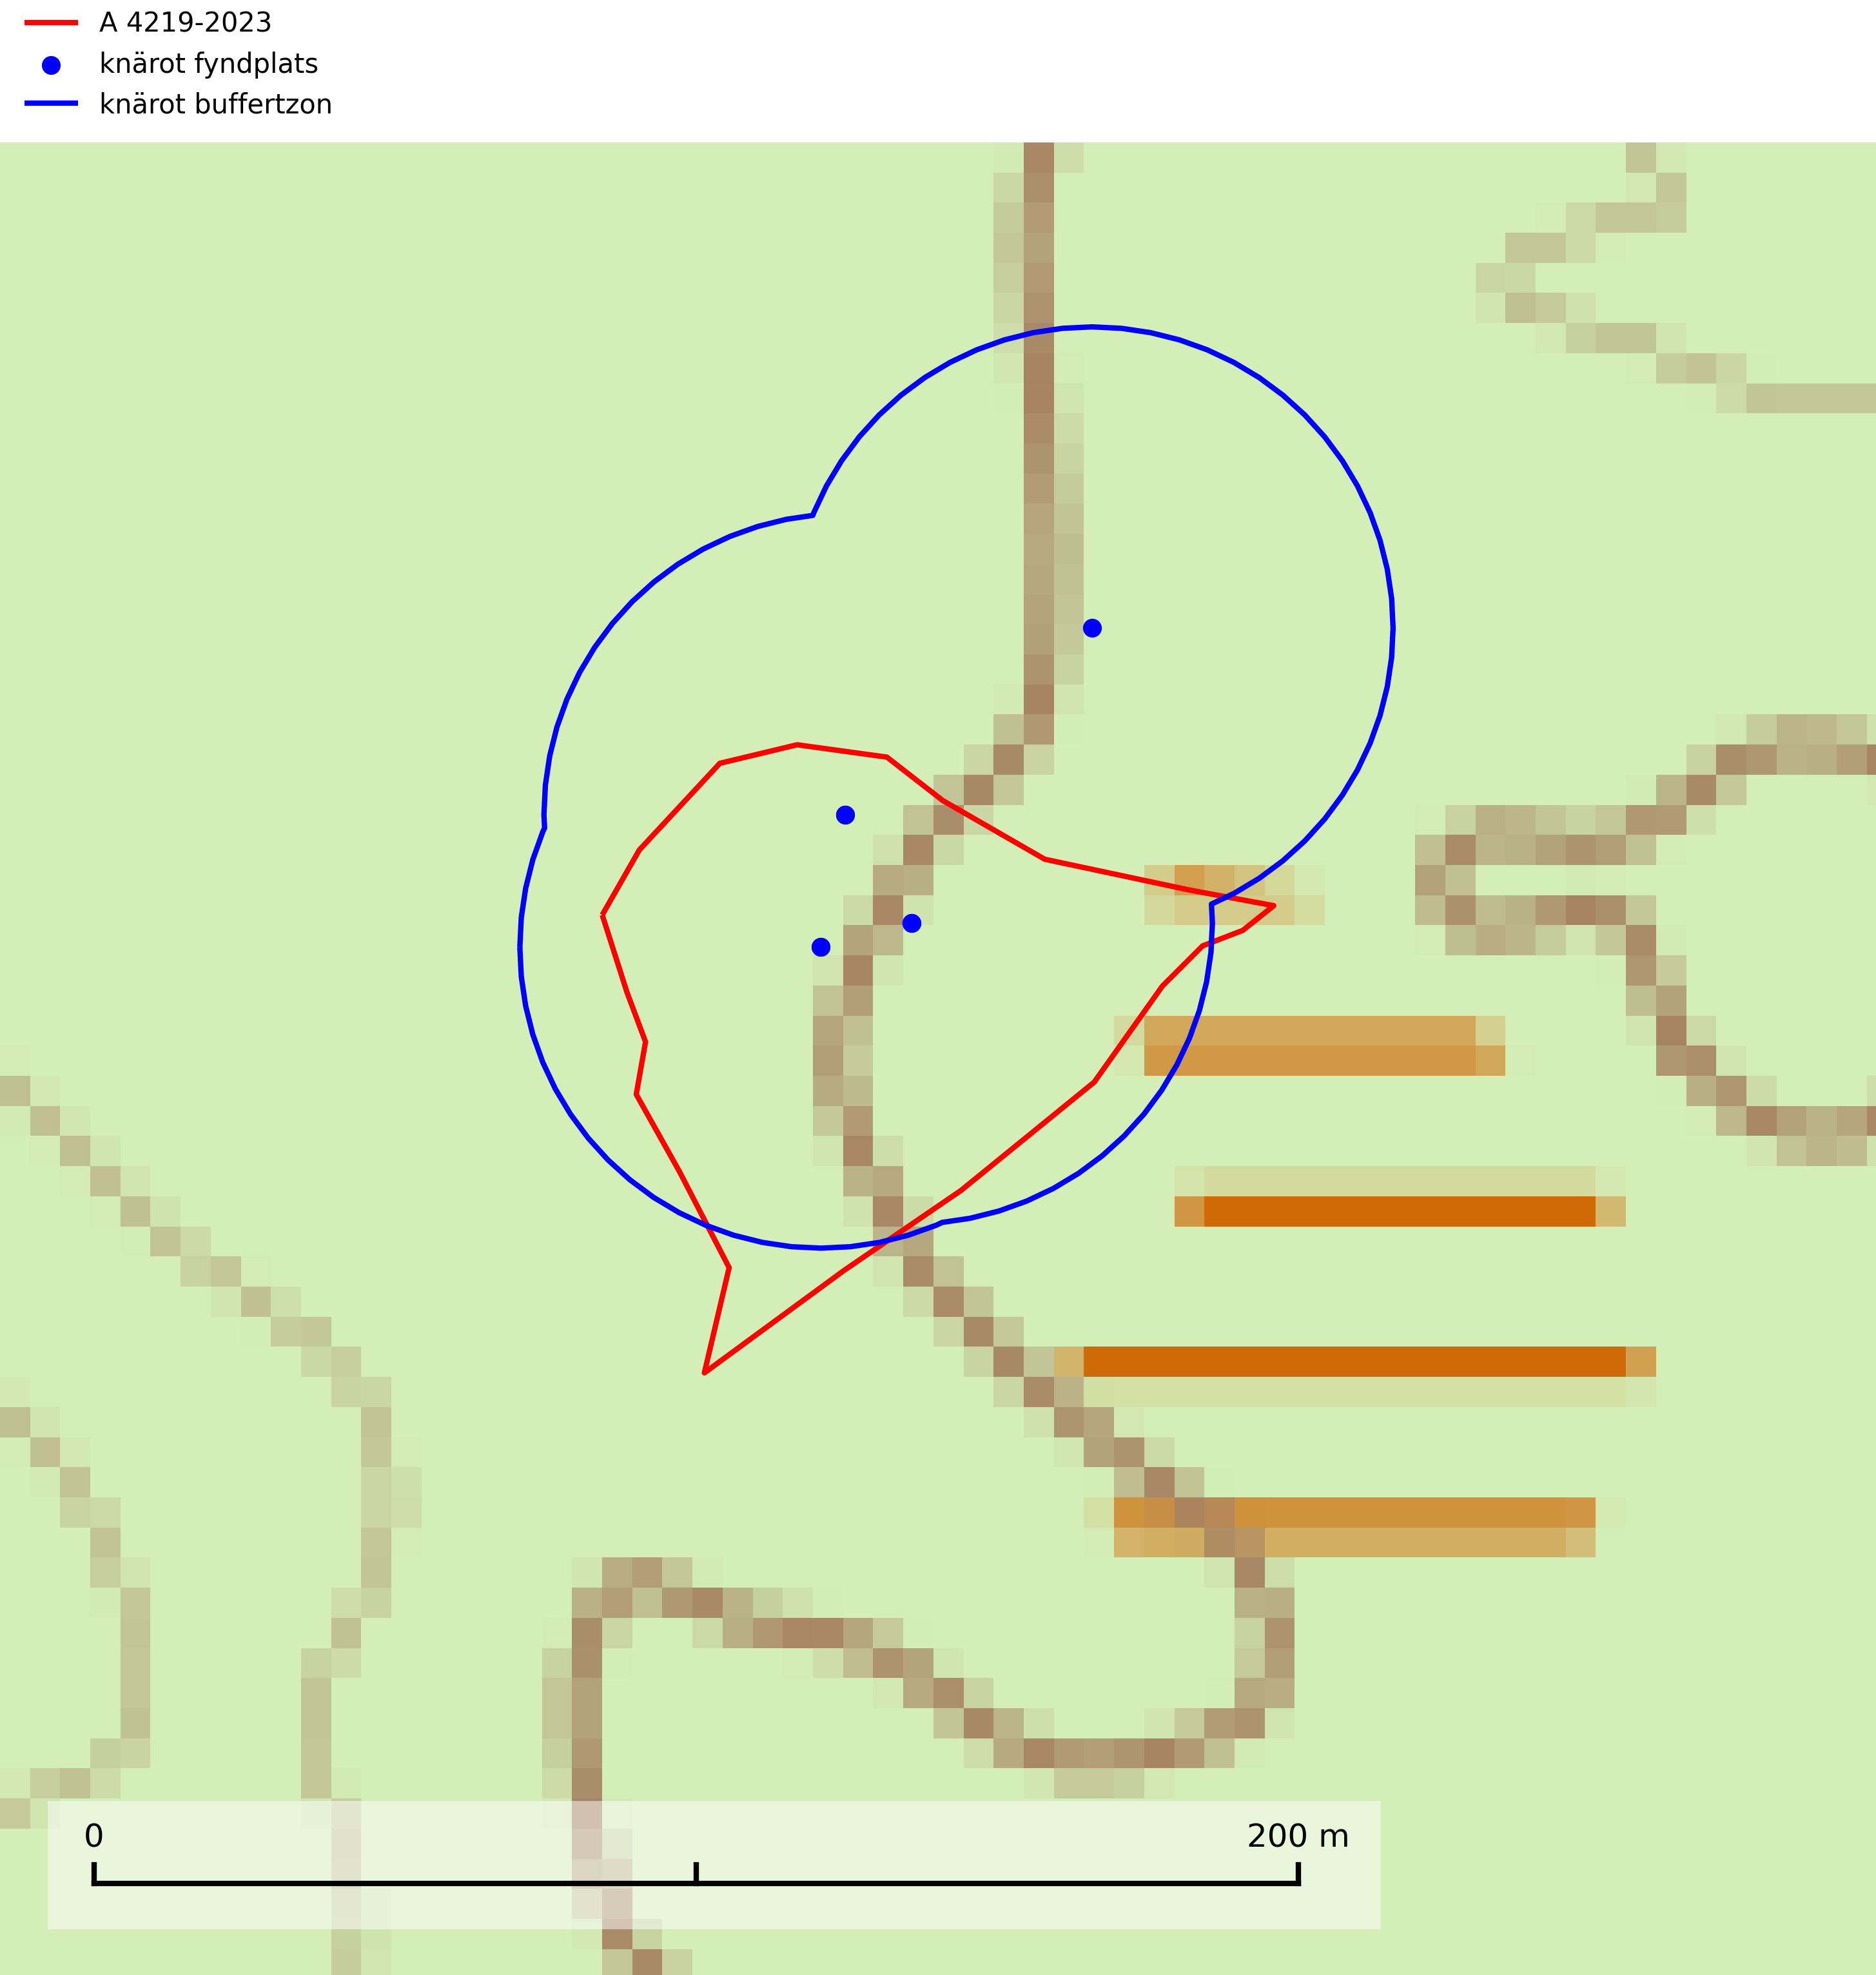 A 4219-2023
knärot fyndplats
knärot buffertzon
0
200 m